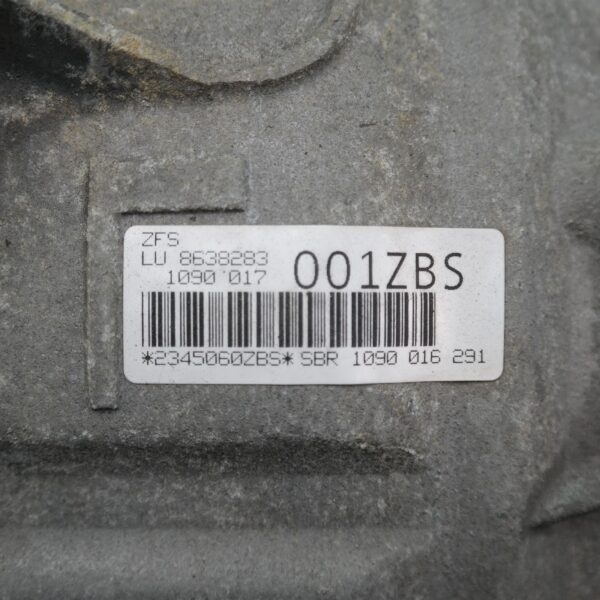 ZFS
LU 8638283
1090 017
001ZBS
*2345060ZBS* SBR 1090 016 291